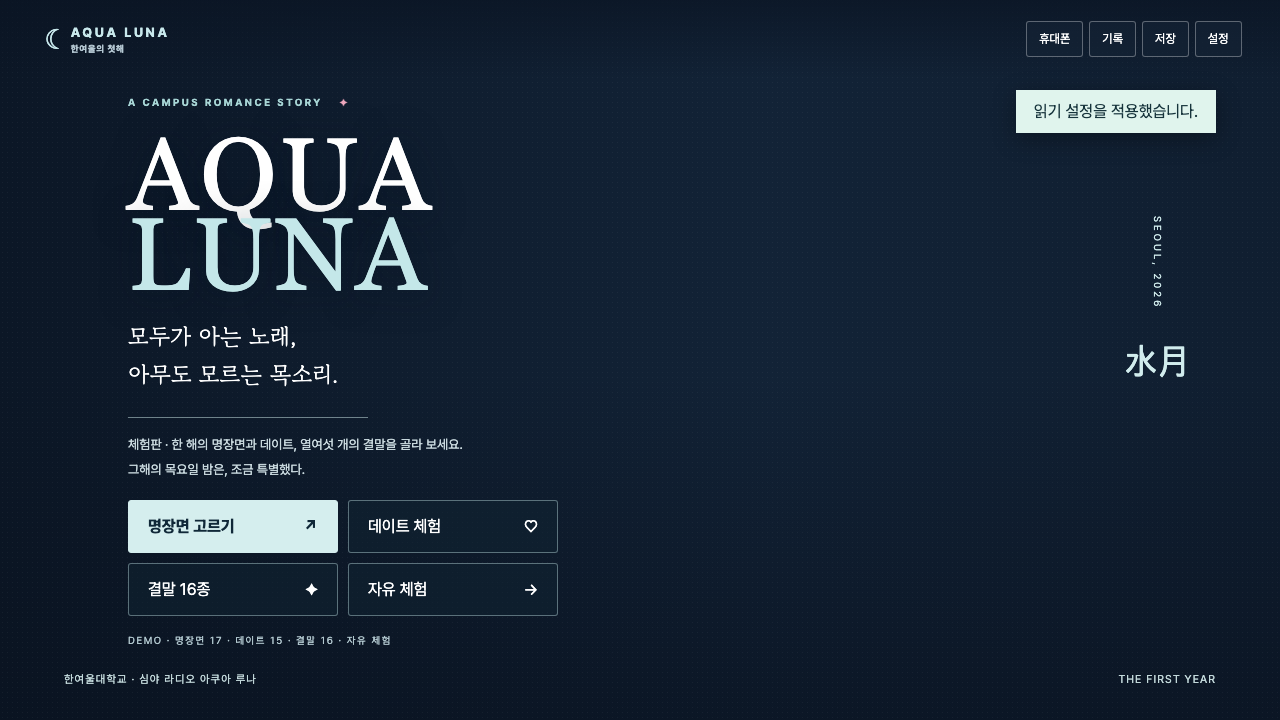 AQUA LUNA
한여울의 첫해
휴대폰
기록
저장
설정
A CAMPUS ROMANCE STORY
읽기 설정을 적용했습니다.
AQUA
LUNA
SEOUL, 2026
水月
모두가 아는 노래,
아무도 모르는 목소리.
체험판 · 한 해의 명장면과 데이트, 열여섯 개의 결말을 골라 보세요.
그해의 목요일 밤은, 조금 특별했다.
명장면 고르기
데이트 체험
결말 16종
자유 체험
DEMO · 명장면 17 · 데이트 15 · 결말 16 · 자유 체험
한여울대학교 · 심야 라디오 아쿠아 루나
THE FIRST YEAR